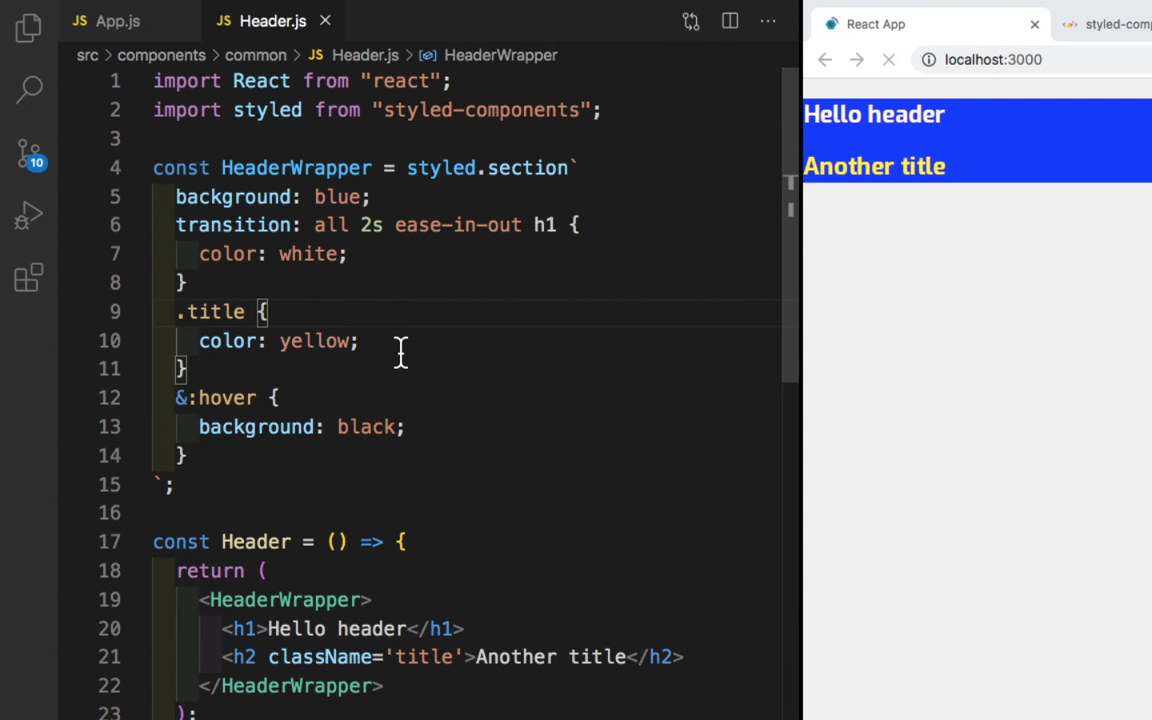 App.js
Header.js
src > components > common > Header.js > HeaderWrapper
10
1 import React from "react";
2 import styled from "styled-components";
3
4 const HeaderWrapper = styled.section`
5 background: blue;
6 transition: all 2s ease-in-out h1 {
7 color: white;
8 }
9 .title {
10 color: yellow;
11 }
12 &:hover {
13 background: black;
14 }
15 `;
16
17 const Header = () => {
18 return (
19 <HeaderWrapper>
20 <h1>Hello header</h1>
21 <h2 className='title'>Another title</h2>
22 </HeaderWrapper>
23 );
React App
styled-comp
localhost:3000
Hello header
Another title